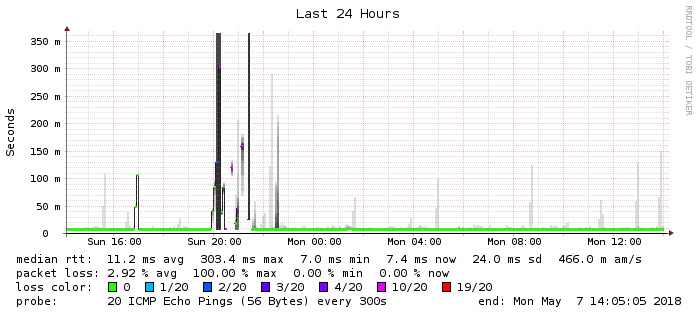 Last 24 Hours
RRDTOOL / TOBI OETIKER
Seconds
350 m
300 m
250 m
200 m
150 m
100 m
50 m
0
Sun 16:00 Sun 20:00 Mon 00:00 Mon 04:00 Mon 08:00 Mon 12:00
median rtt: 11.2 ms avg 303.4 ms max 7.0 ms min 7.4 ms now 24.0 ms sd 466.0 m am/s
packet loss: 2.92 % avg 100.00 % max 0.00 % min 0.00 % now
loss color: 0 1/20 2/20 3/20 4/20 10/20 19/20
probe: 20 ICMP Echo Pings (56 Bytes) every 300s end: Mon May 7 14:05:05 2018